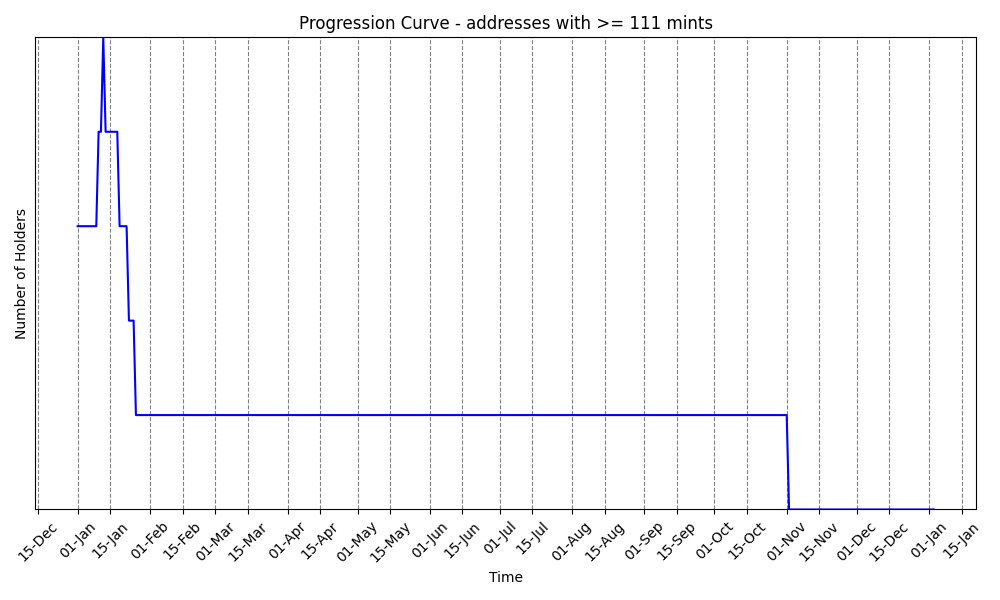 Progression Curve - addresses with >= 111 mints
Number of Holders
15-Dec
01-Jan
15-Jan
01-Feb
15-Feb
01-Mar
15-Mar
01-Apr
15-Apr
01-May
15-May
01-Jun
15-Jun
01-Jul
15-Jul
01-Aug
15-Aug
01-Sep
15-Sep
01-Oct
15-Oct
01-Nov
15-Nov
01-Dec
15-Dec
01-Jan
15-Jan
Time